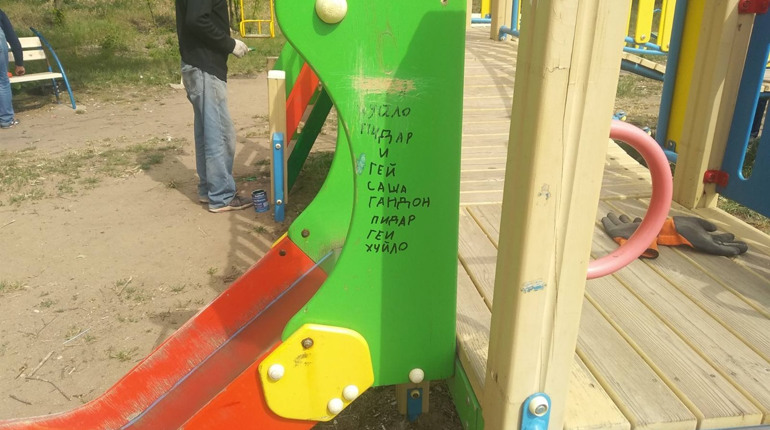 ХУЙЛО
ПИДАР
И
ГЕЙ
САША
ГАНДОН
ПИДАР
ГЕИ
ХУЙЛО